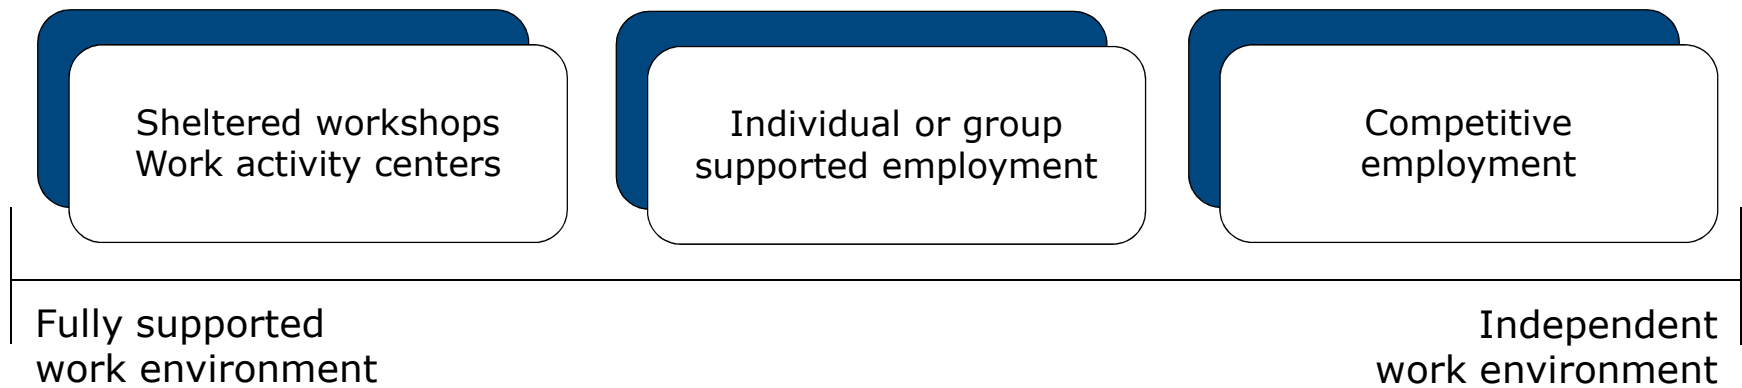 Sheltered workshops
Work activity centers
Individual or group
supported employment
Competitive
employment
Fully supported
work environment
Independent
work environment